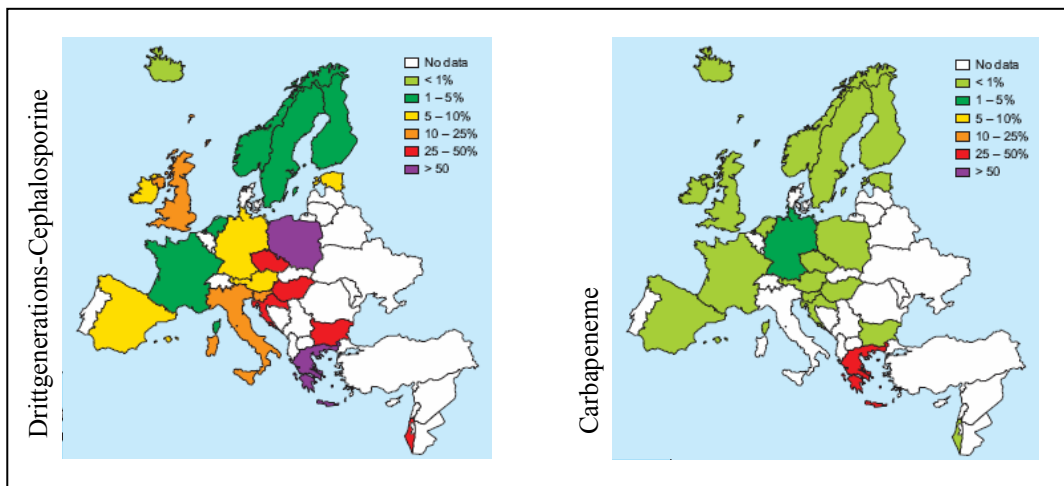 Drittgenerations-Cephalosporine
No data
< 1%
1 – 5%
5 – 10%
10 – 25%
25 – 50%
> 50
Carbapeneme
No data
< 1%
1 – 5%
5 – 10%
10 – 25%
25 – 50%
> 50